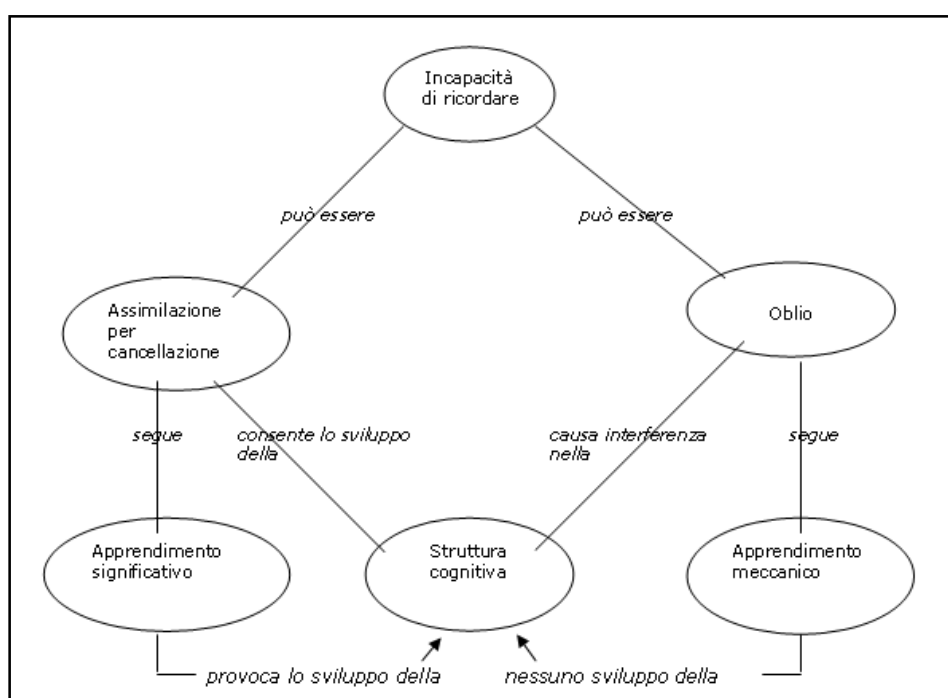 Incapacità
di ricordare
può essere
può essere
Assimilazione
per
cancellazione
Oblio
segue
consente lo sviluppo
della
causa interferenza
nella
segue
Apprendimento
significativo
Struttura
cognitiva
Apprendimento
meccanico
provoca lo sviluppo della
nessuno sviluppo della